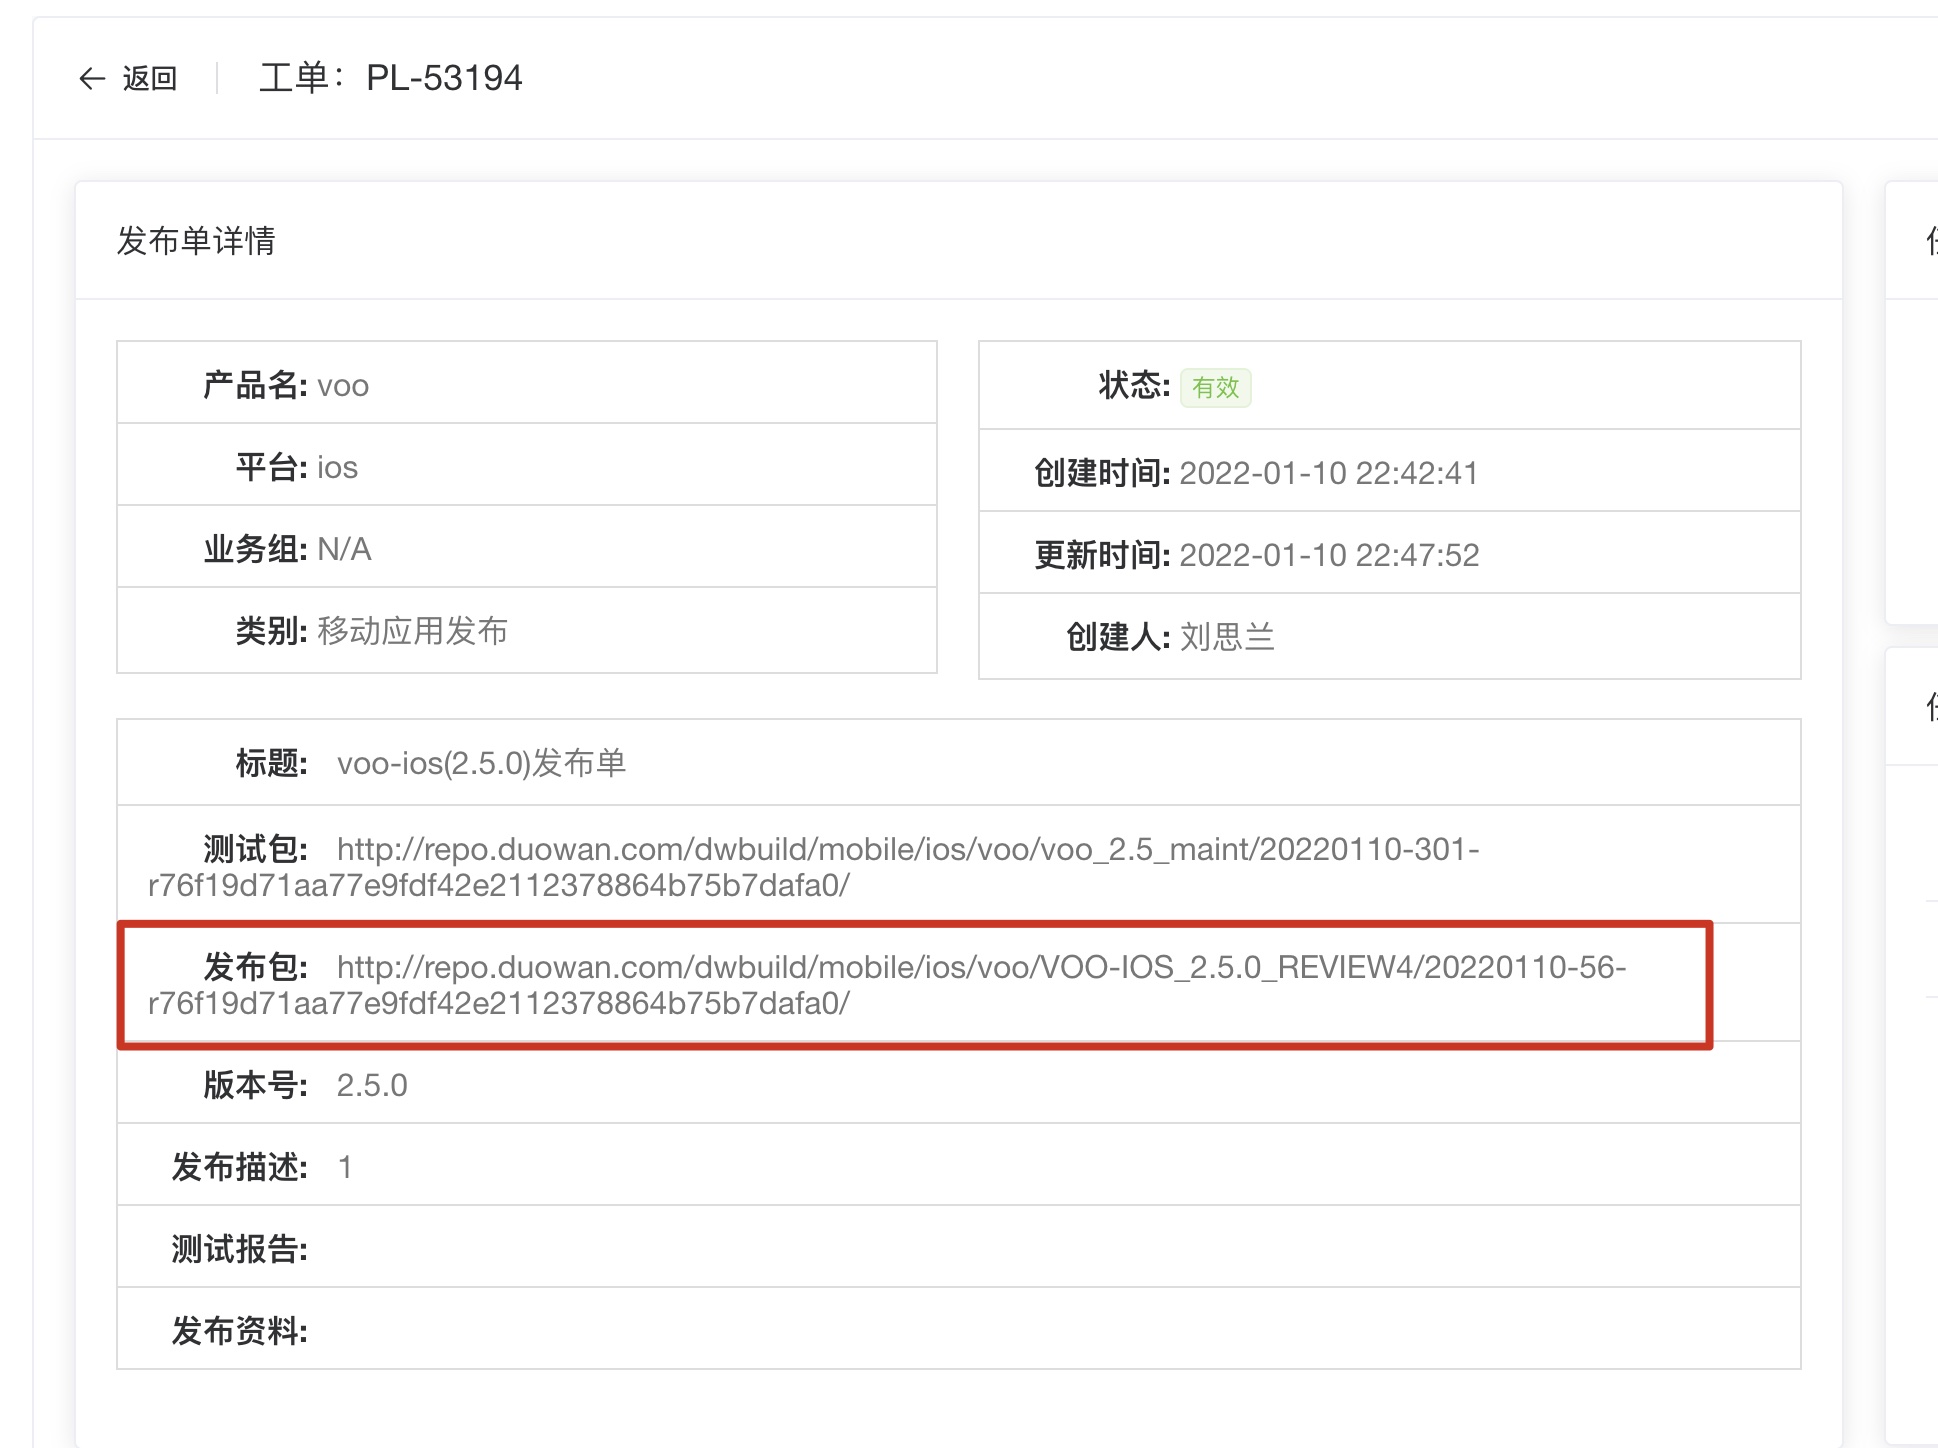 返回
工单：PL-53194
发布单详情
产品名: voo
平台: ios
业务组: N/A
类别: 移动应用发布
状态: 有效
创建时间: 2022-01-10 22:42:41
更新时间: 2022-01-10 22:47:52
创建人: 刘思兰
标题: voo-ios(2.5.0)发布单
测试包: http://repo.duowan.com/dwbuild/mobile/ios/voo/voo_2.5_maint/20220110-301-
r76f19d71aa77e9fdf42e2112378864b75b7dafa0/
发布包: http://repo.duowan.com/dwbuild/mobile/ios/voo/VOO-IOS_2.5.0_REVIEW4/20220110-56-
r76f19d71aa77e9fdf42e2112378864b75b7dafa0/
版本号: 2.5.0
发布描述: 1
测试报告:
发布资料: